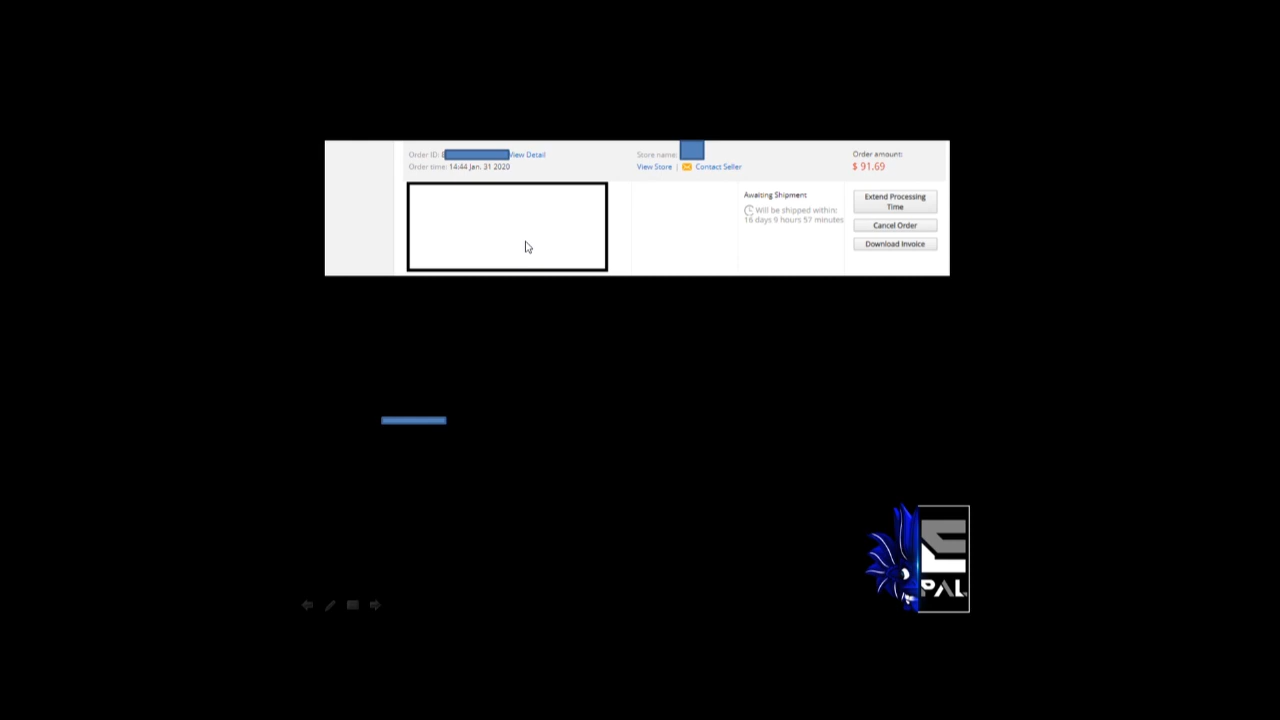 Order ID: View Detail
Order time: 14:44 Jan. 31 2020
Store name:
View Store | Contact Seller
Order amount:
$ 91.69
Awaiting Shipment
Will be shipped within:
16 days 9 hours 57 minutes
Extend Processing
Time
Cancel Order
Download Invoice
E
PAL